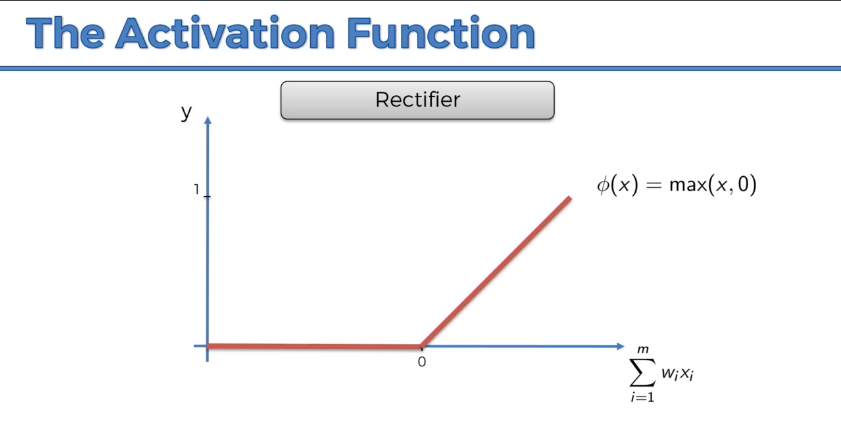 The Activation Function
Rectifier
y
1
ϕ(x) = max(x, 0)
0
m
∑ wᵢxᵢ
i=1